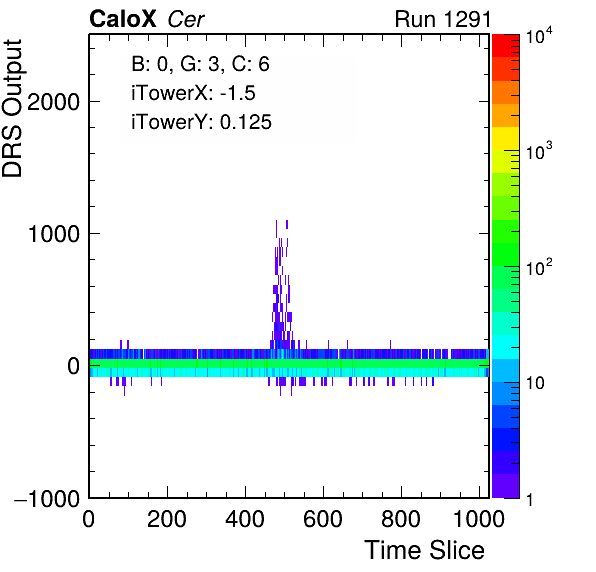 CaloX Cer Run 1291
B: 0, G: 3, C: 6
iTowerX: -1.5
iTowerY: 0.125
DRS Output
2000
1000
0
−1000
0 200 400 600 800 1000
Time Slice
10^4
10^3
10^2
10
1